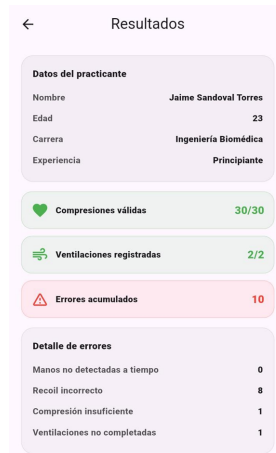 Resultados
Datos del practicante
Nombre Jaime Sandoval Torres
Edad 23
Carrera Ingeniería Biomédica
Experiencia Principiante
Compresiones válidas 30/30
Ventilaciones registradas 2/2
Errores acumulados 10
Detalle de errores
Manos no detectadas a tiempo 0
Recoil incorrecto 8
Compresión insuficiente 1
Ventilaciones no completadas 1